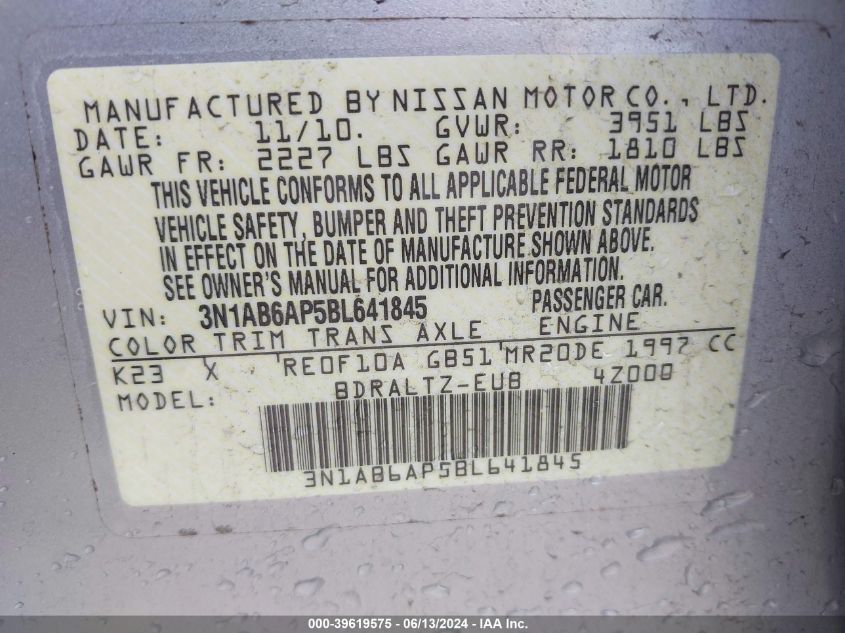 MANUFACTURED BY NISSAN MOTOR CO., LTD.
DATE: 11/10. GVWR: 3951 LBS
GAWR FR: 2227 LBS GAWR RR: 1810 LBS
THIS VEHICLE CONFORMS TO ALL APPLICABLE FEDERAL MOTOR
VEHICLE SAFETY, BUMPER AND THEFT PREVENTION STANDARDS
IN EFFECT ON THE DATE OF MANUFACTURE SHOWN ABOVE.
SEE OWNER'S MANUAL FOR ADDITIONAL INFORMATION.
VIN: 3N1AB6AP5BL641845 PASSENGER CAR.
COLOR TRIM TRANS AXLE ENGINE
K23 X RE0F10A GB51 MR20DE 1997 CC
MODEL: BDRALTZ-EUB 4Z000
3N1AB6AP5BL641845
000-39619575 - 06/13/2024 - IAA Inc.